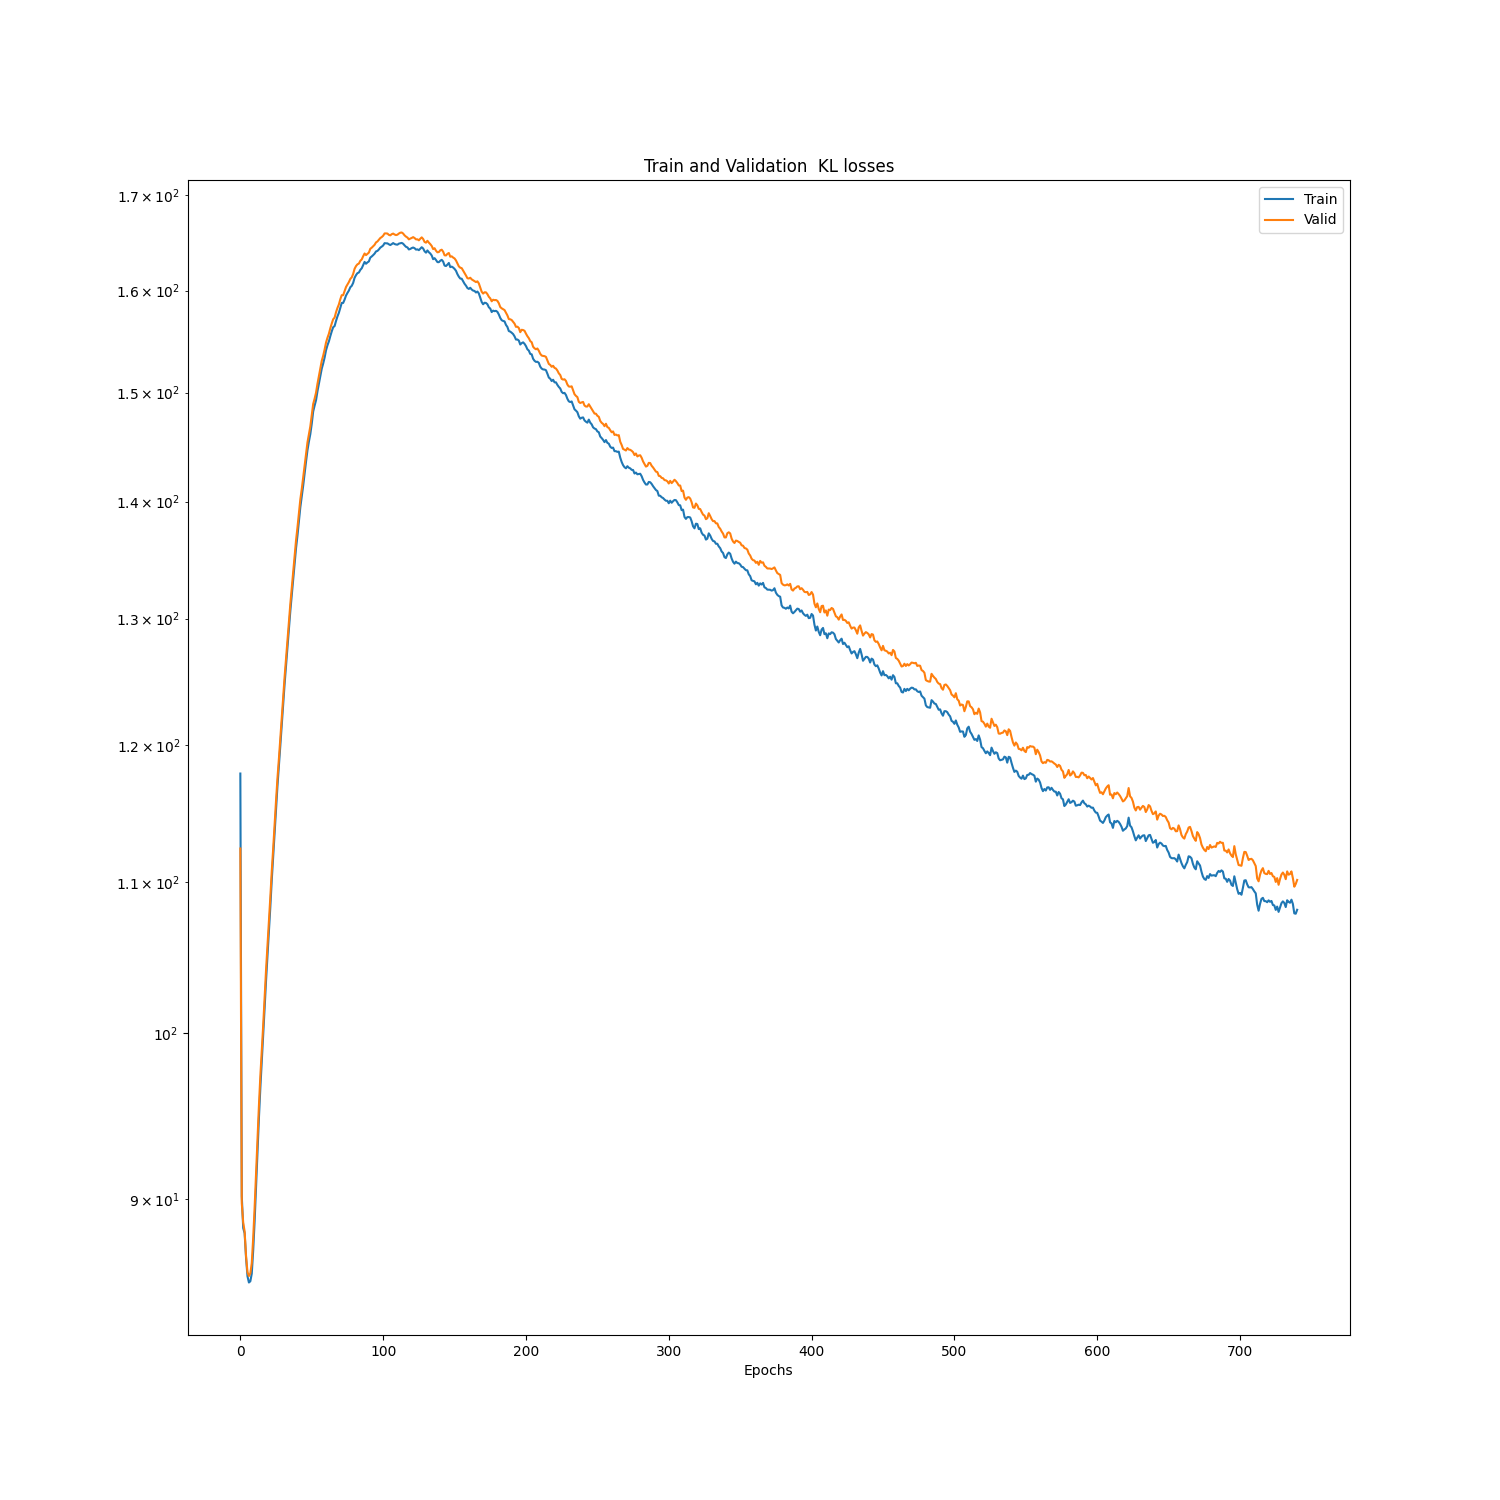 Train and Validation  KL losses
Train
Valid
1.7 × 10²
1.6 × 10²
1.5 × 10²
1.4 × 10²
1.3 × 10²
1.2 × 10²
1.1 × 10²
10²
9 × 10¹
0 100 200 300 400 500 600 700
Epochs